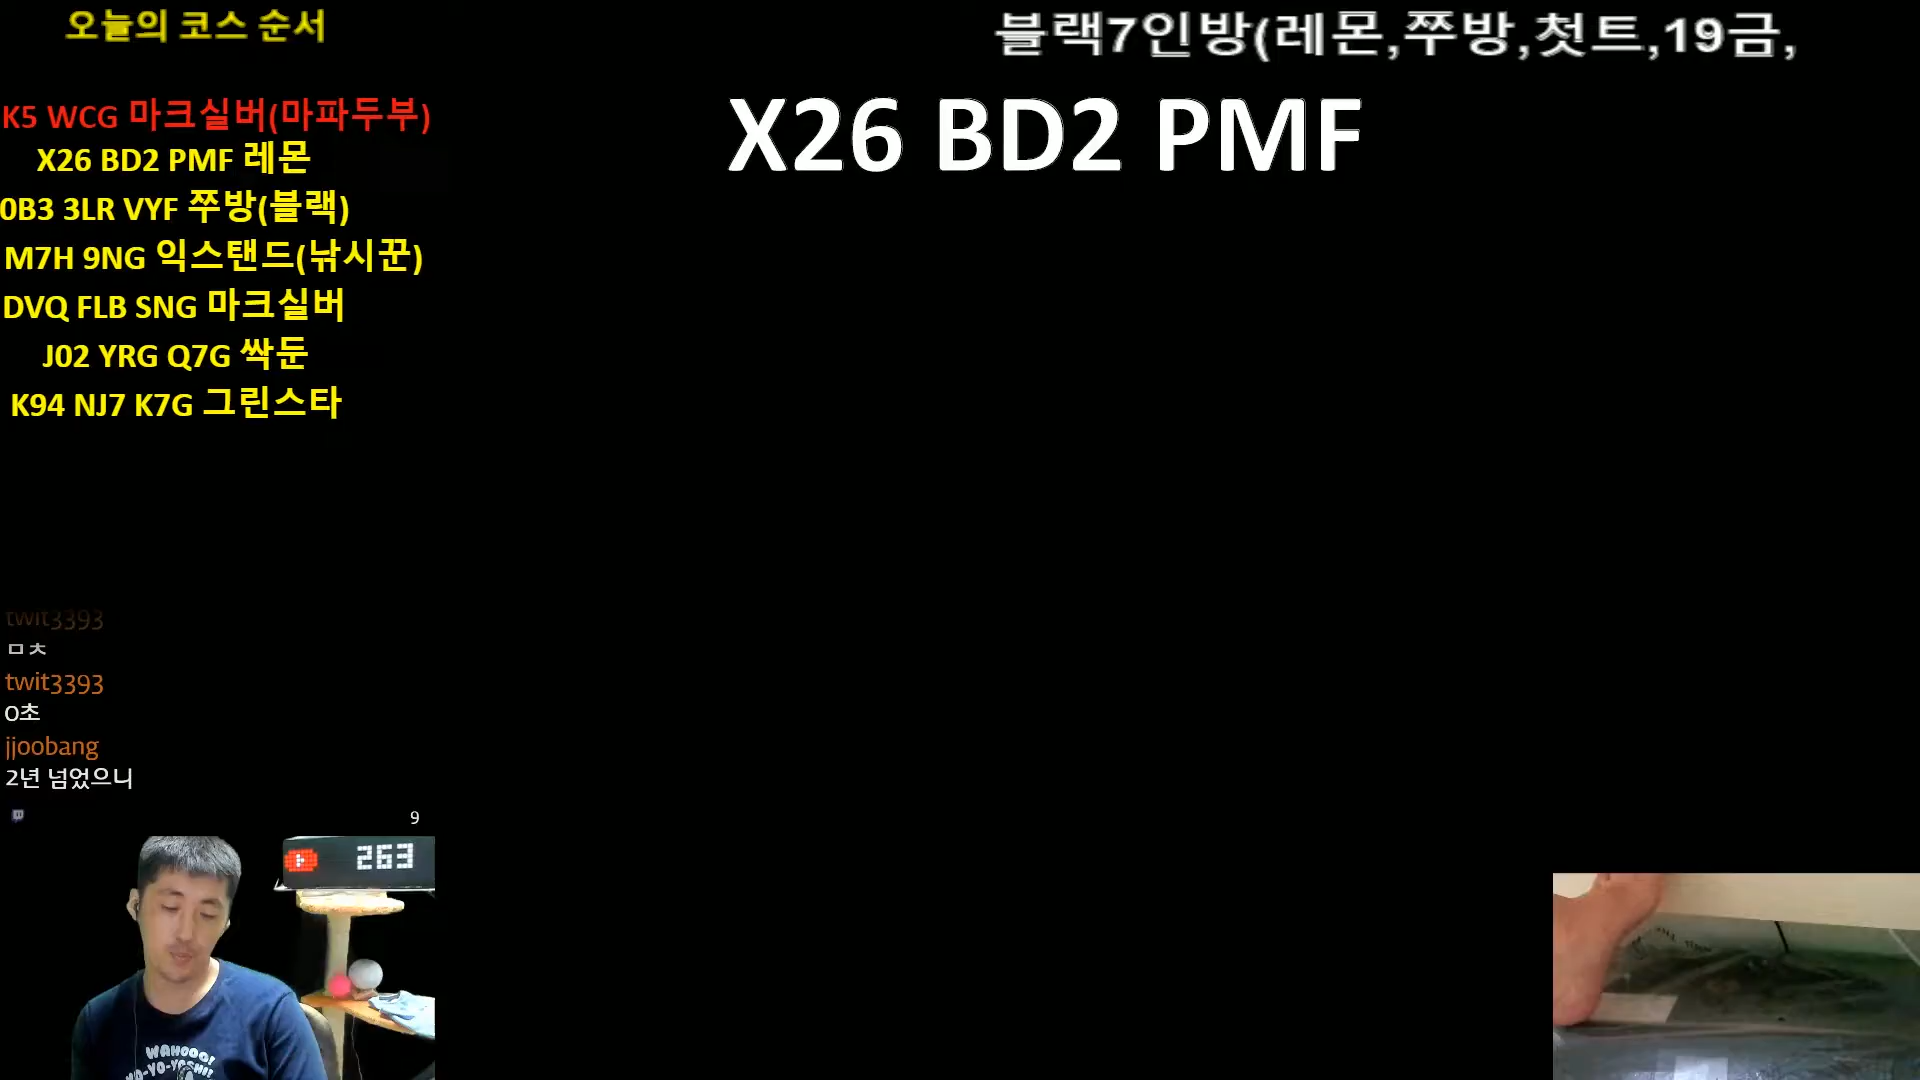 오늘의 코스 순서
블랙7인방(레몬,쭈방,첫트,19금,
X26 BD2 PMF
K5 WCG 마크실버(마파두부)
X26 BD2 PMF 레몬
0B3 3LR VYF 쭈방(블랙)
M7H 9NG 익스탠드(낚시꾼)
DVQ FLB SNG 마크실버
J02 YRG Q7G 싹둔
K94 NJ7 K7G 그린스타
twit3393
ㅁㅊ
twit3393
0초
jjoobang
2년 넘었으니
9
263
WAHOOO!
YO-YO-YOSHI!